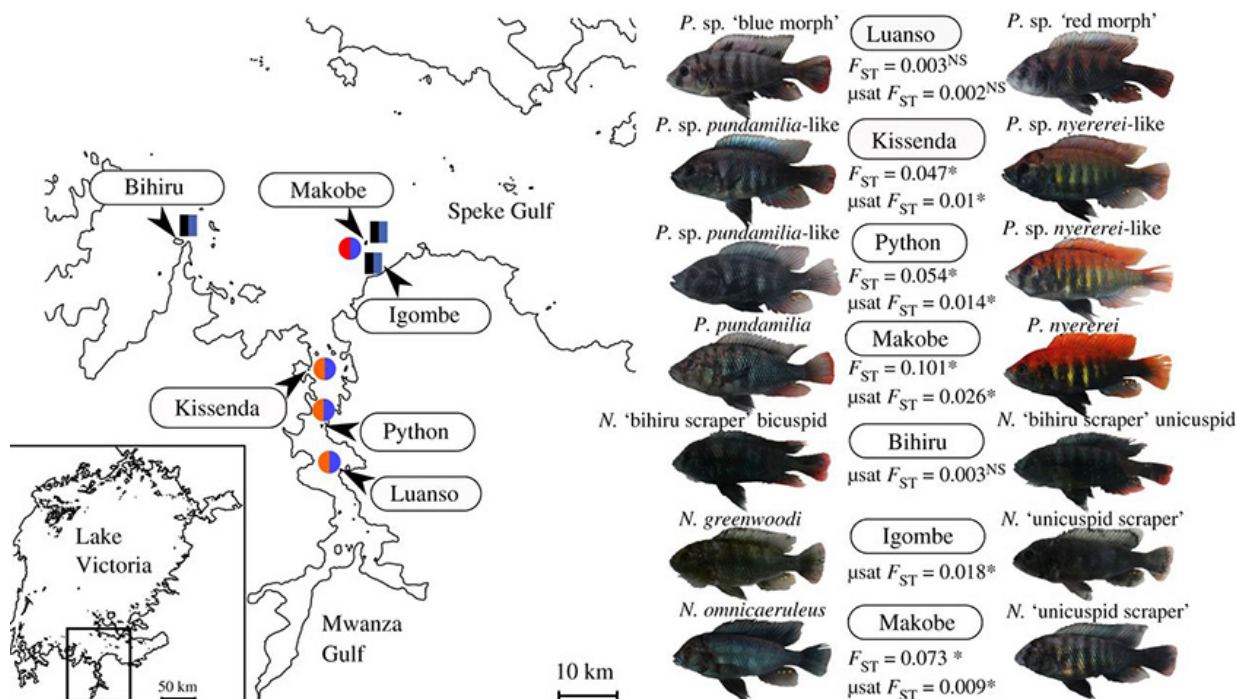 Bihiru
Makobe
Speke Gulf
Igombe
Kissenda
Python
Luanso
Lake
Victoria
Mwanza
Gulf
50 km
10 km
P. sp. ‘blue morph’
Luanso
P. sp. ‘red morph’
FST = 0.003NS
µsat FST = 0.002NS
P. sp. pundamilia-like
Kissenda
P. sp. nyererei-like
FST = 0.047*
µsat FST = 0.01*
P. sp. pundamilia-like
Python
P. sp. nyererei-like
FST = 0.054*
µsat FST = 0.014*
P. pundamilia
Makobe
P. nyererei
FST = 0.101*
µsat FST = 0.026*
N. ‘bihiru scraper’ bicuspid
Bihiru
N. ‘bihiru scraper’ unicuspid
µsat FST = 0.003NS
N. greenwoodi
Igombe
N. ‘unicuspid scraper’
µsat FST = 0.018*
N. omnicaeruleus
Makobe
N. ‘unicuspid scraper’
FST = 0.073 *
µsat FST = 0.009*